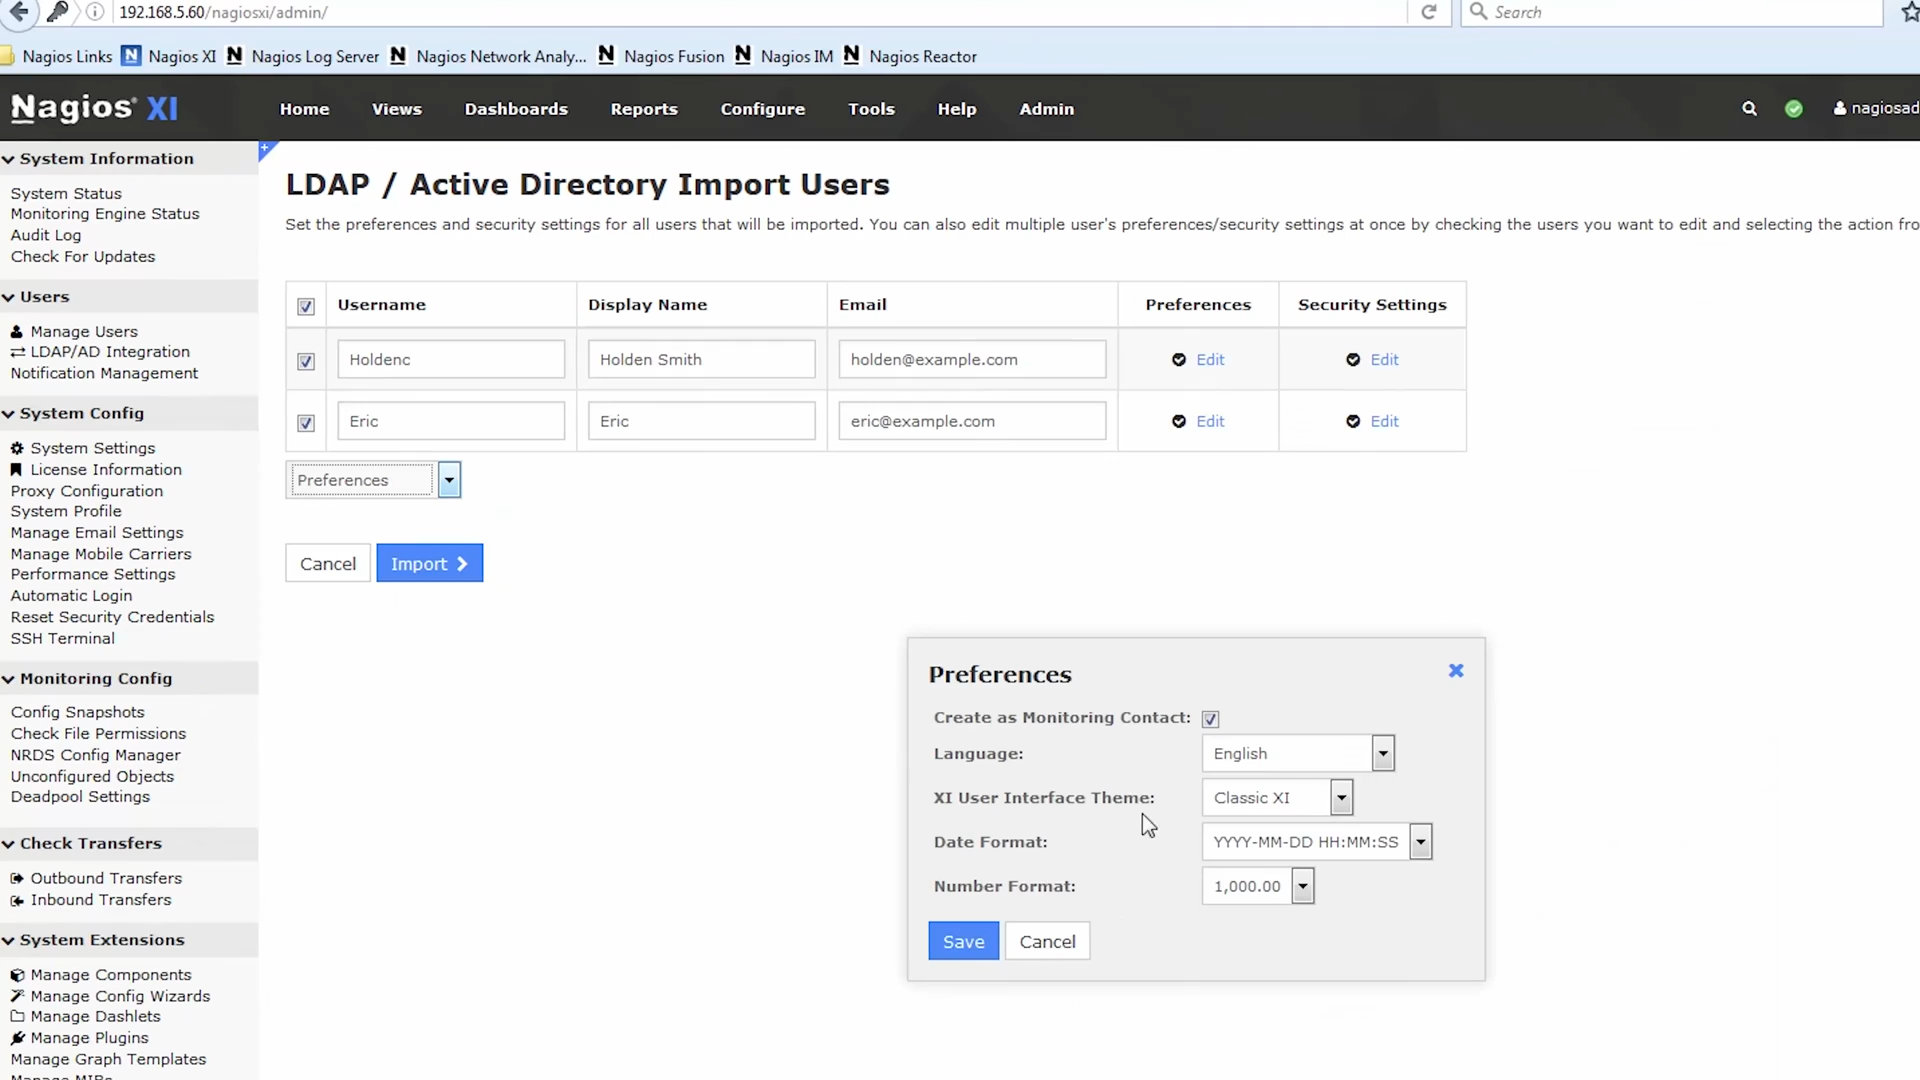 192.168.5.60/nagiosxi/admin/
Search
Nagios Links
Nagios XI
Nagios Log Server
Nagios Network Analy...
Nagios Fusion
Nagios IM
Nagios Reactor
Nagios® XI
Home
Views
Dashboards
Reports
Configure
Tools
Help
Admin
nagiosad
System Information
System Status
Monitoring Engine Status
Audit Log
Check For Updates
Users
Manage Users
LDAP/AD Integration
Notification Management
System Config
System Settings
License Information
Proxy Configuration
System Profile
Manage Email Settings
Manage Mobile Carriers
Performance Settings
Automatic Login
Reset Security Credentials
SSH Terminal
Monitoring Config
Config Snapshots
Check File Permissions
NRDS Config Manager
Unconfigured Objects
Deadpool Settings
Check Transfers
Outbound Transfers
Inbound Transfers
System Extensions
Manage Components
Manage Config Wizards
Manage Dashlets
Manage Plugins
Manage Graph Templates
Manage MIBs
LDAP / Active Directory Import Users
Set the preferences and security settings for all users that will be imported. You can also edit multiple user's preferences/security settings at once by checking the users you want to edit and selecting the action fro
Username Display Name Email Preferences Security Settings
Holdenc Holden Smith holden@example.com Edit Edit
Eric Eric eric@example.com Edit Edit
Preferences
Cancel Import
Preferences
Create as Monitoring Contact:
Language: English
XI User Interface Theme: Classic XI
Date Format: YYYY-MM-DD HH:MM:SS
Number Format: 1,000.00
Save Cancel